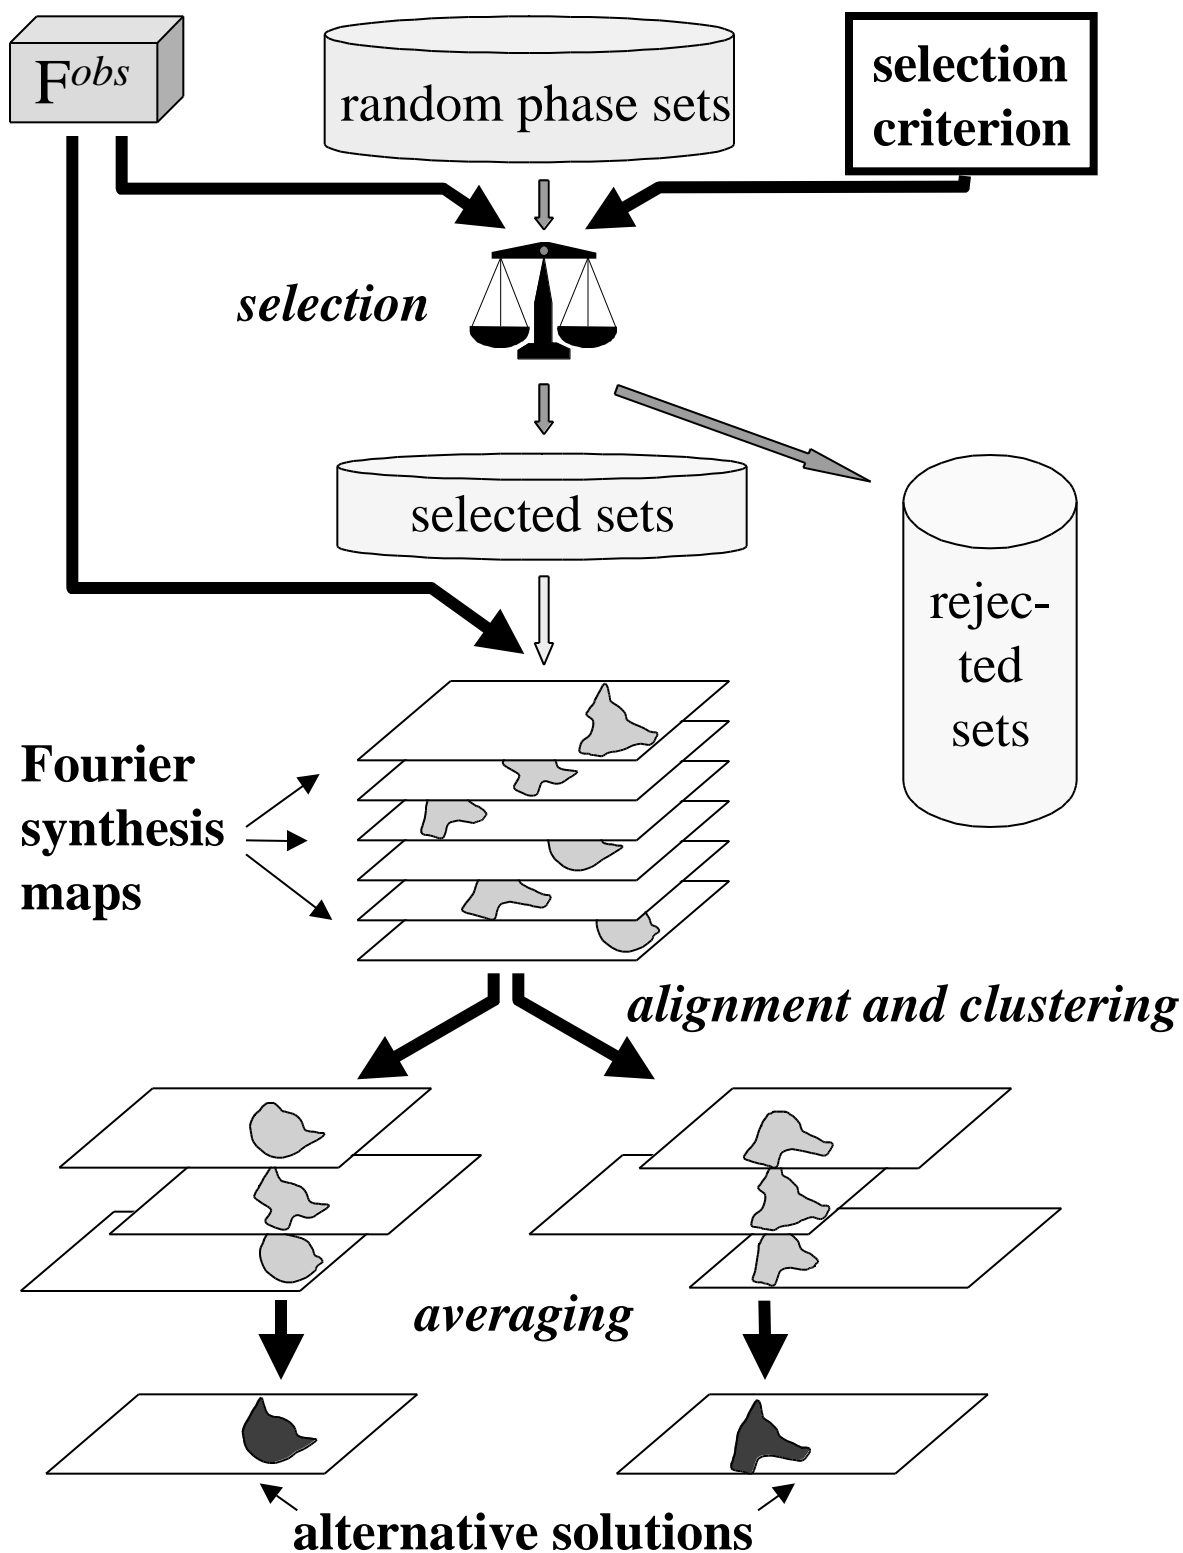 F^obs
random phase sets
selection
criterion
selection
selected sets
rejec-
ted
sets
Fourier
synthesis
maps
alignment and clustering
averaging
alternative solutions